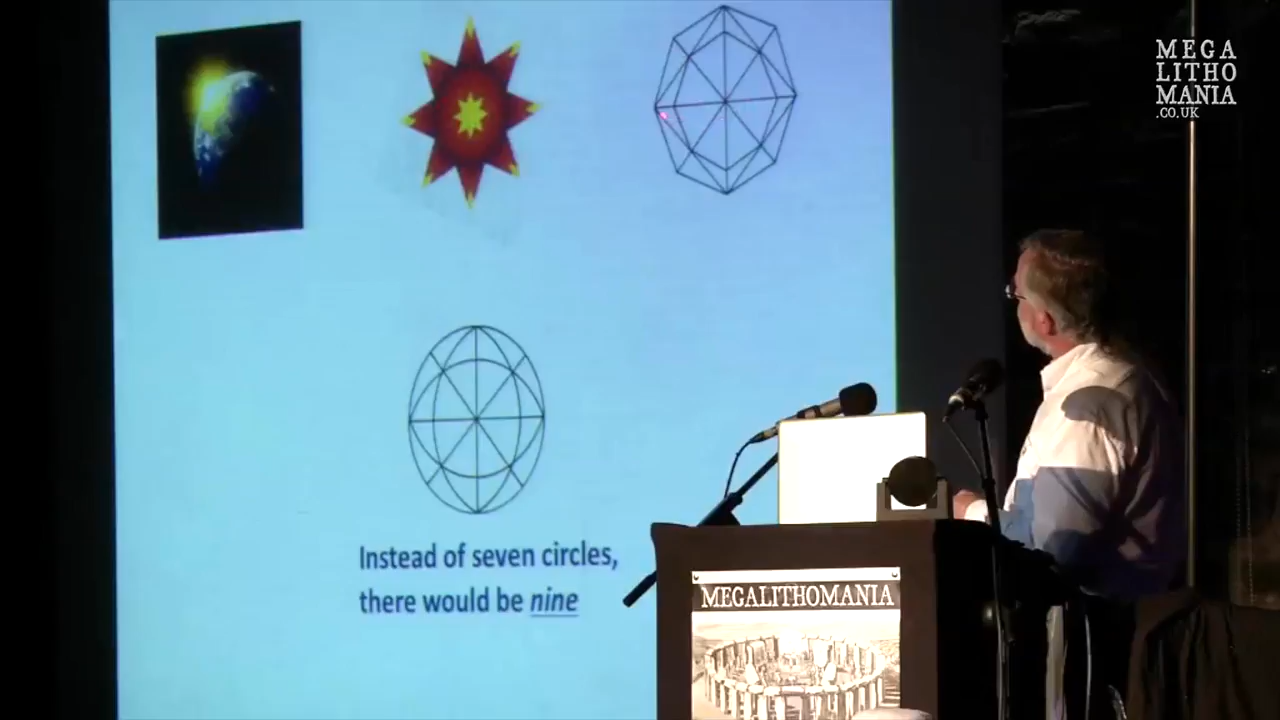 MEGA
LITHO
MANIA
.CO.UK
Instead of seven circles,
there would be nine
MEGALITHOMANIA